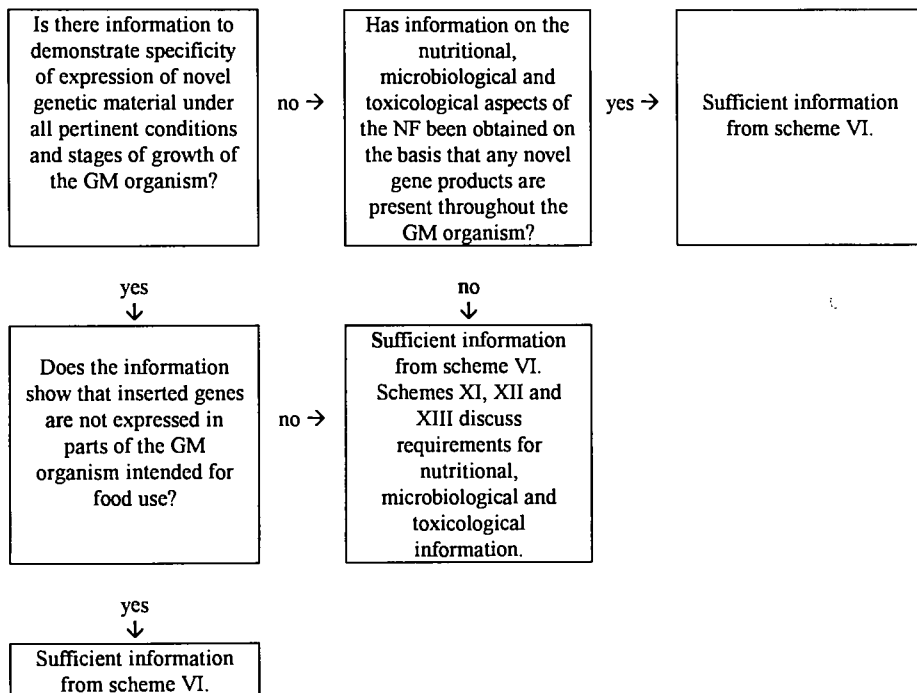 Is there information to
demonstrate specificity
of expression of novel
genetic material under
all pertinent conditions
and stages of growth of
the GM organism?
no →
Has information on the
nutritional,
microbiological and
toxicological aspects of
the NF been obtained on
the basis that any novel
gene products are
present throughout the
GM organism?
yes →
Sufficient information
from scheme VI.
yes
↓
no
↓
Does the information
show that inserted genes
are not expressed in
parts of the GM
organism intended for
food use?
no →
Sufficient information
from scheme VI.
Schemes XI, XII and
XIII discuss
requirements for
nutritional,
microbiological and
toxicological
information.
yes
↓
Sufficient information
from scheme VI.